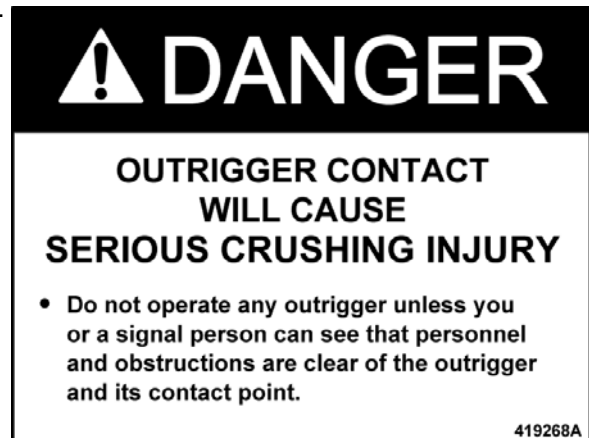 DANGER
OUTRIGGER CONTACT
WILL CAUSE
SERIOUS CRUSHING INJURY
• Do not operate any outrigger unless you
or a signal person can see that personnel
and obstructions are clear of the outrigger
and its contact point.
419268A